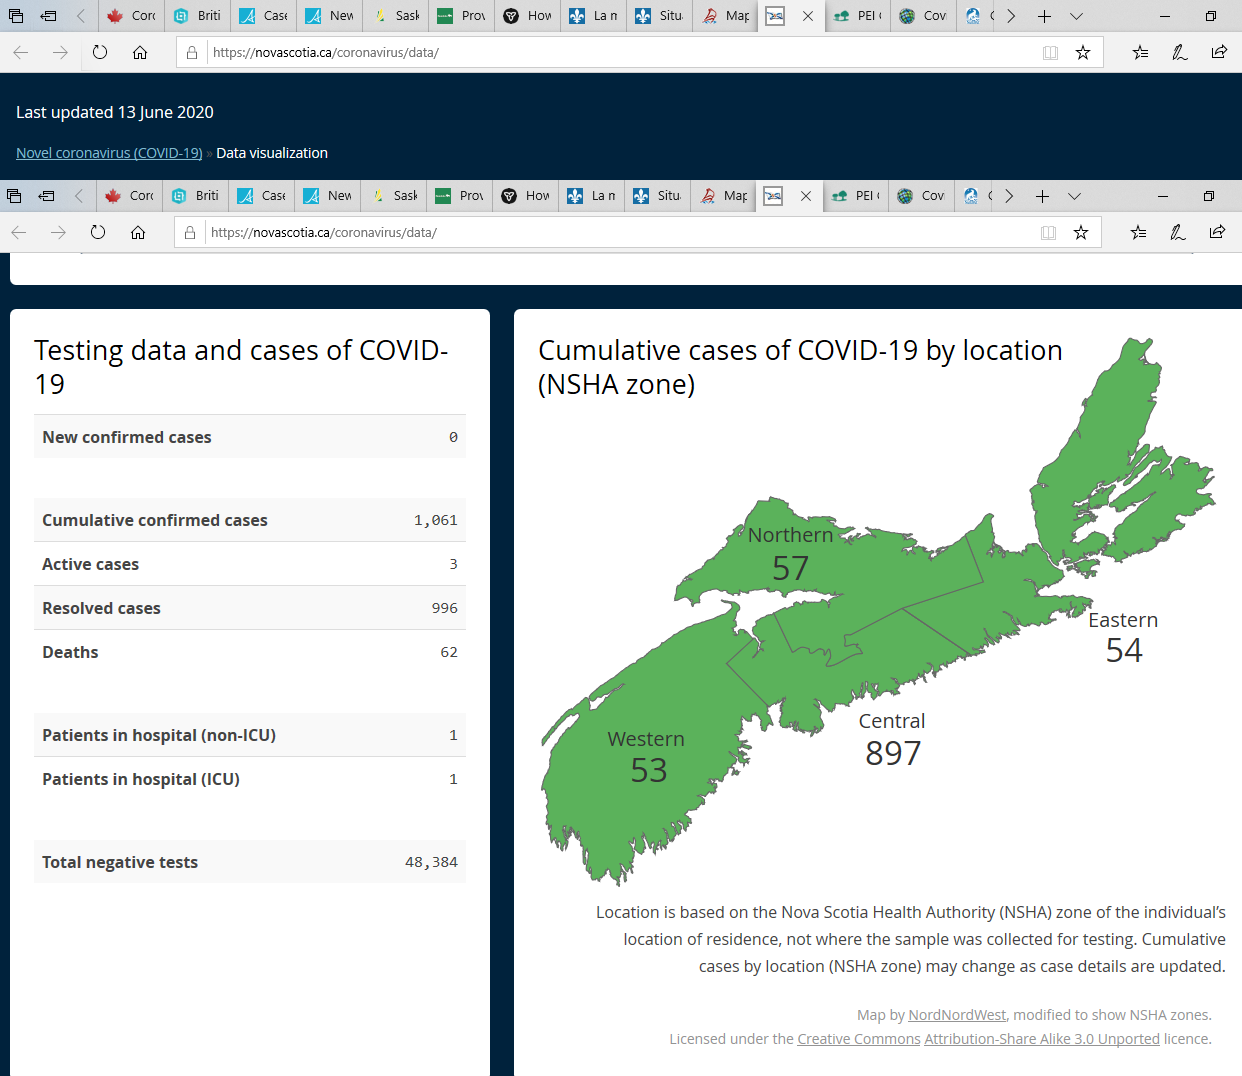 Corc
Briti
Case
New
Sask
Prov
How
La n
Situ
Map
PEI
Cov
https://novascotia.ca/coronavirus/data/
Last updated 13 June 2020
Novel coronavirus (COVID-19) » Data visualization
Corc
Briti
Case
New
Sask
Prov
How
La n
Situ
Map
PEI
Cov
https://novascotia.ca/coronavirus/data/
Testing data and cases of COVID-
19
New confirmed cases 0
Cumulative confirmed cases 1,061
Active cases 3
Resolved cases 996
Deaths 62
Patients in hospital (non-ICU) 1
Patients in hospital (ICU) 1
Total negative tests 48,384
Cumulative cases of COVID-19 by location
(NSHA zone)
Northern
57
Eastern
54
Central
897
Western
53
Location is based on the Nova Scotia Health Authority (NSHA) zone of the individual's
location of residence, not where the sample was collected for testing. Cumulative
cases by location (NSHA zone) may change as case details are updated.
Map by NordNordWest, modified to show NSHA zones.
Licensed under the Creative Commons Attribution-Share Alike 3.0 Unported licence.